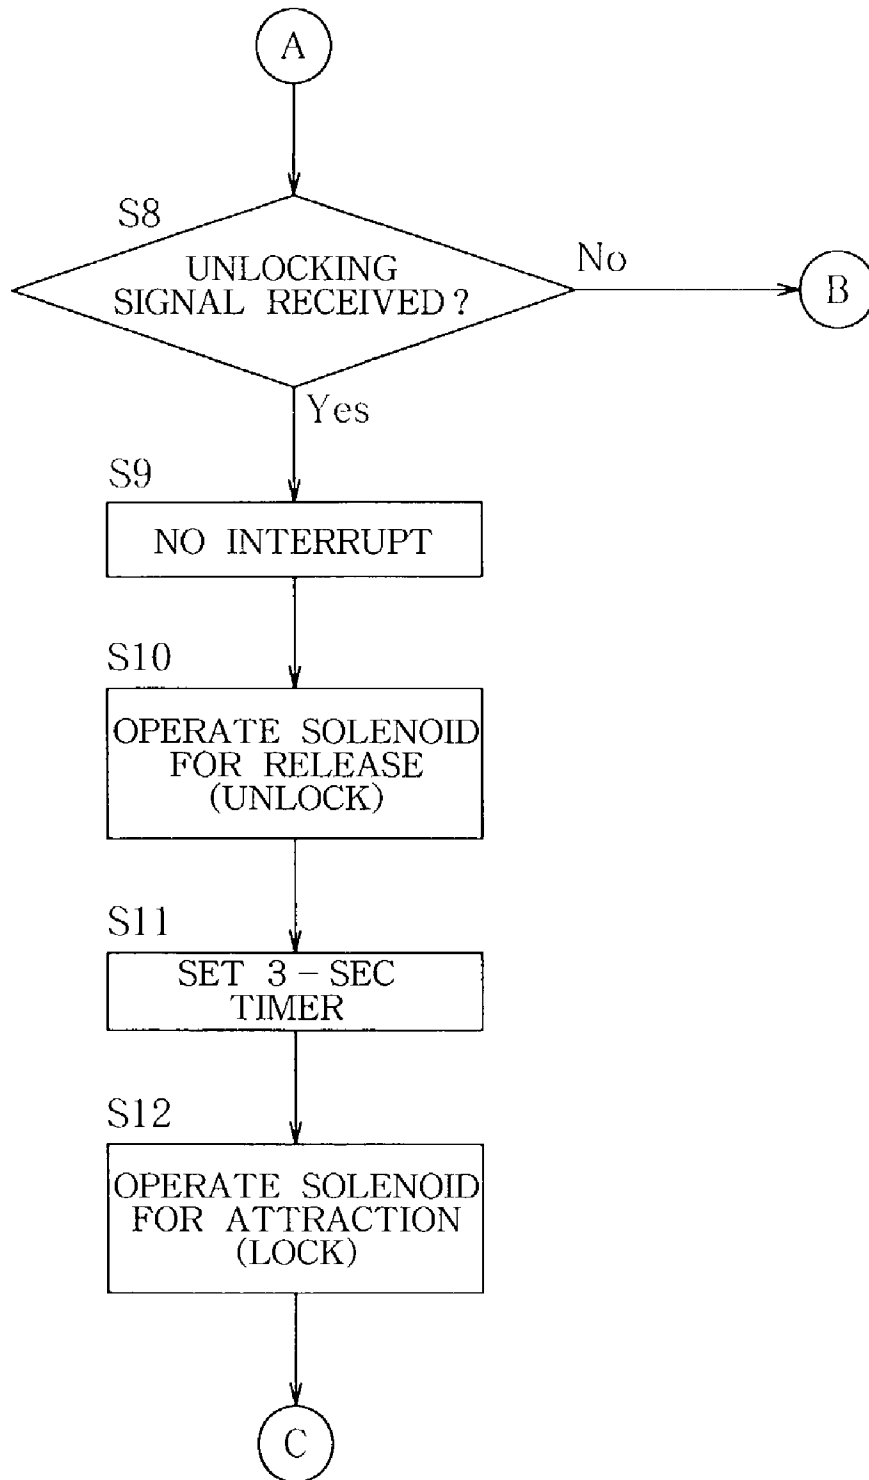 A
S8
UNLOCKING
SIGNAL RECEIVED?
No
B
Yes
S9
NO INTERRUPT
S10
OPERATE SOLENOID
FOR RELEASE
(UNLOCK)
S11
SET 3-SEC
TIMER
S12
OPERATE SOLENOID
FOR ATTRACTION
(LOCK)
C